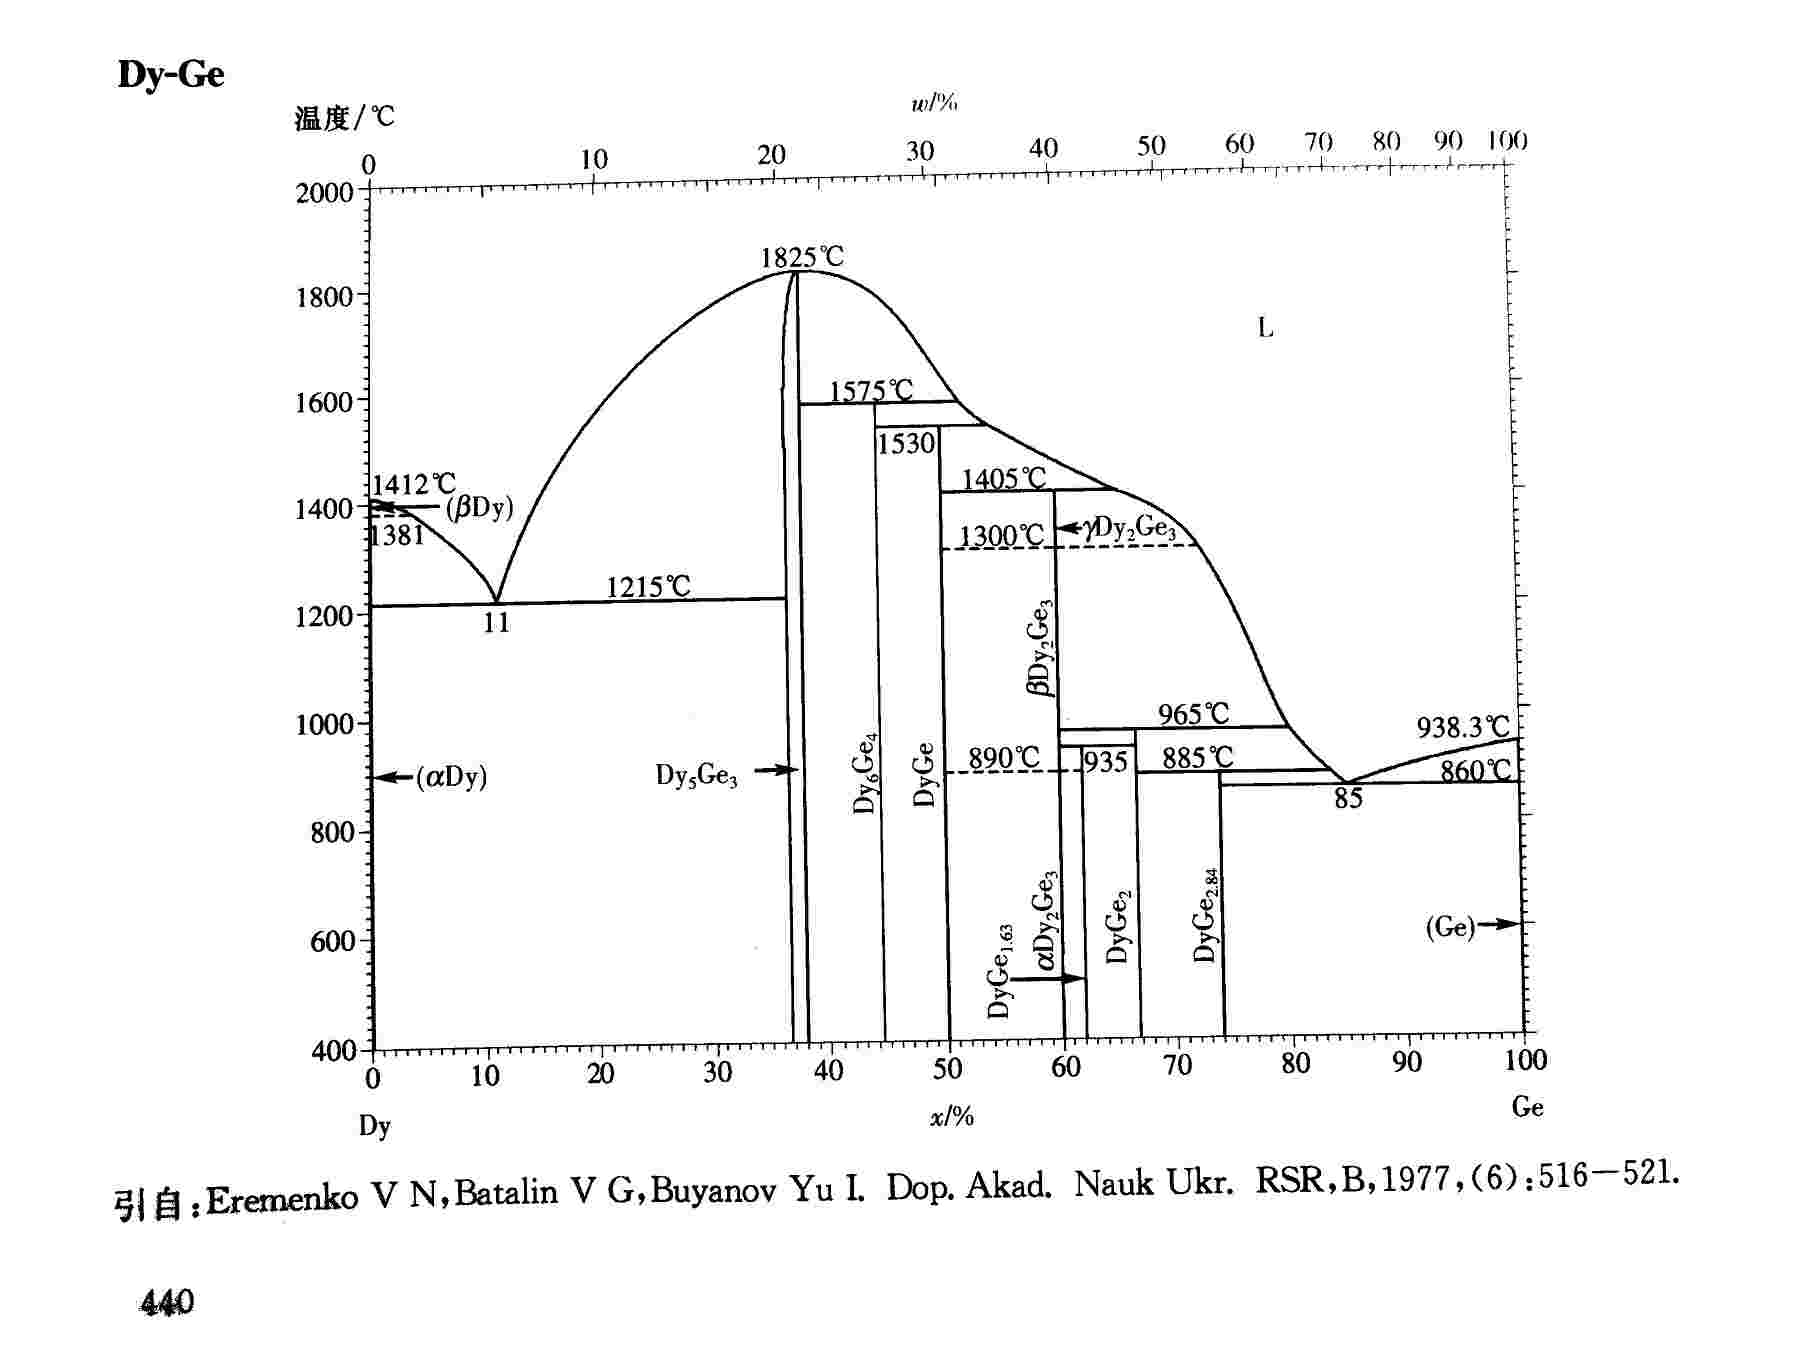 Dy-Ge
温度/℃
w/%
0 10 20 30 40 50 60 70 80 90 100
2000
1825℃
1800
L
1575℃
1600
1530
1412℃
1405℃
1400
(βDy)
1381
1300℃
γDy₂Ge₃
1215℃
1200
11
βDy₂Ge₃
965℃
938.3℃
1000
890℃
935
885℃
860℃
(αDy)
Dy₅Ge₃
Dy₆Ge₄
DyGe
85
800
DyGe₁.₆₃
αDy₂Ge₃
DyGe₂
DyGe₂.₈₄
(Ge)
600
400
0 10 20 30 40 50 60 70 80 90 100
Dy
x/%
Ge
引自:Eremenko V N,Batalin V G,Buyanov Yu I. Dop. Akad. Nauk Ukr. RSR,B,1977,(6):516—521.
440